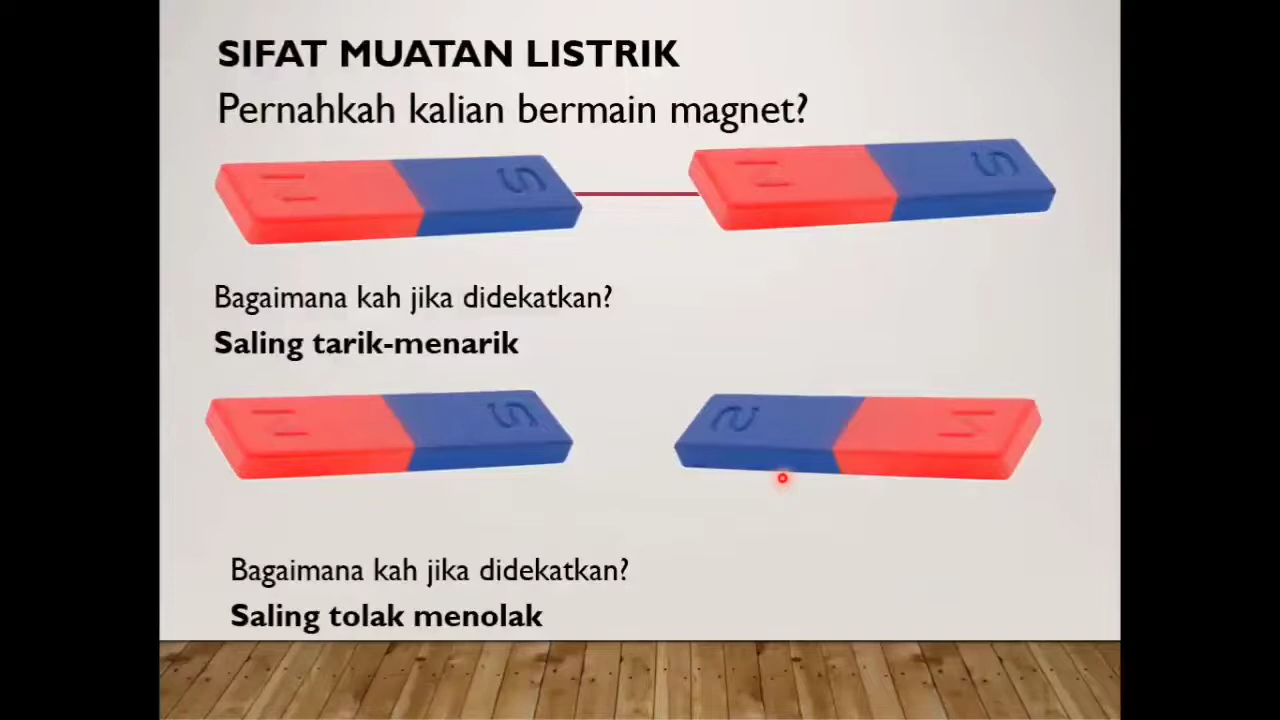 SIFAT MUATAN LISTRIK
Pernahkah kalian bermain magnet?
N S N S
Bagaimana kah jika didekatkan?
Saling tarik-menarik
N S S N
Bagaimana kah jika didekatkan?
Saling tolak menolak